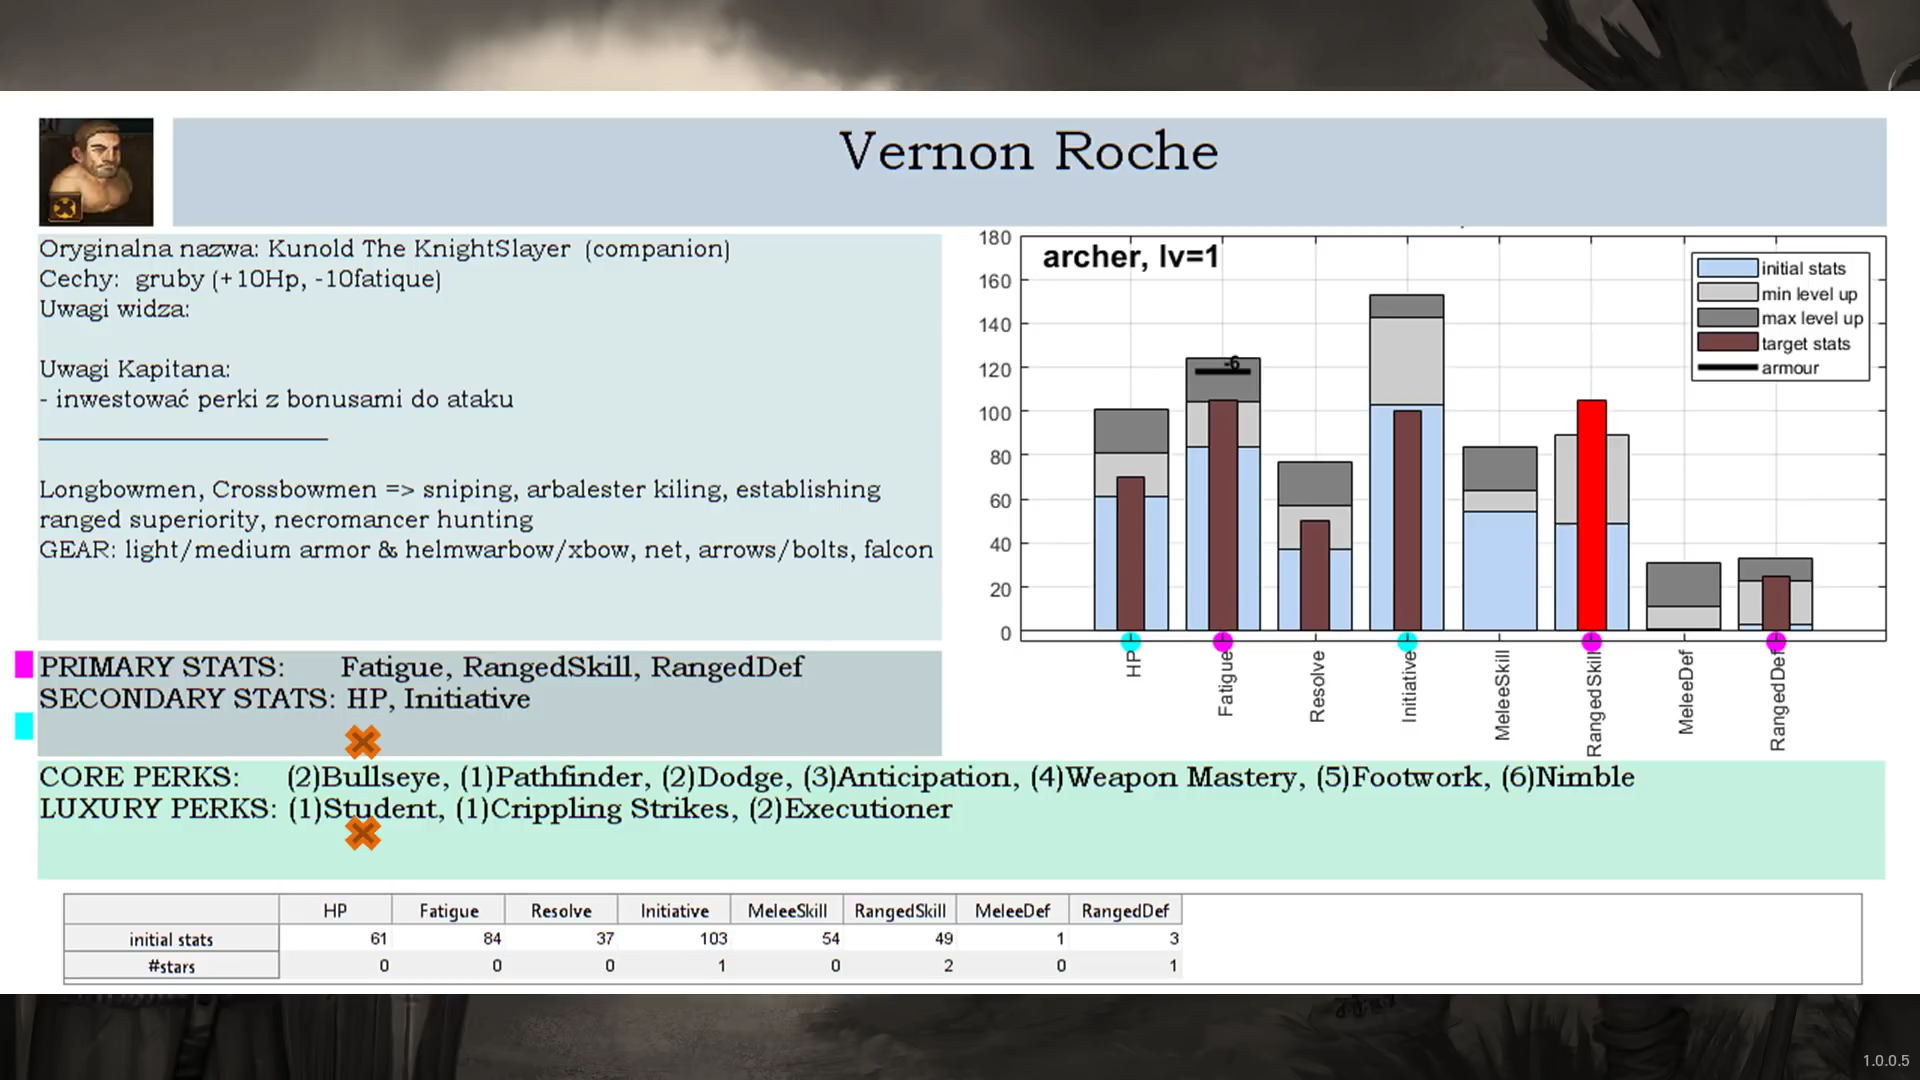 Vernon Roche
Oryginalna nazwa: Kunold The KnightSlayer (companion)
Cechy: gruby (+10Hp, -10fatique)
Uwagi widza:
Uwagi Kapitana:
- inwestować perki z bonusami do ataku
Longbowmen, Crossbowmen => sniping, arbalester kiling, establishing
ranged superiority, necromancer hunting
GEAR: light/medium armor & helmwarbow/xbow, net, arrows/bolts, falcon
archer, lv=1
180
160
140
120
100
80
60
40
20
0
-6
initial stats
min level up
max level up
target stats
armour
HP
Fatigue
Resolve
Initiative
MeleeSkill
RangedSkill
MeleeDef
RangedDef
PRIMARY STATS: Fatigue, RangedSkill, RangedDef
SECONDARY STATS: HP, Initiative
CORE PERKS: (2)Bullseye, (1)Pathfinder, (2)Dodge, (3)Anticipation, (4)Weapon Mastery, (5)Footwork, (6)Nimble
LUXURY PERKS: (1)Student, (1)Crippling Strikes, (2)Executioner
HP Fatigue Resolve Initiative MeleeSkill RangedSkill MeleeDef RangedDef
initial stats 61 84 37 103 54 49 1 3
#stars 0 0 0 1 0 2 0 1
1.0.0.5